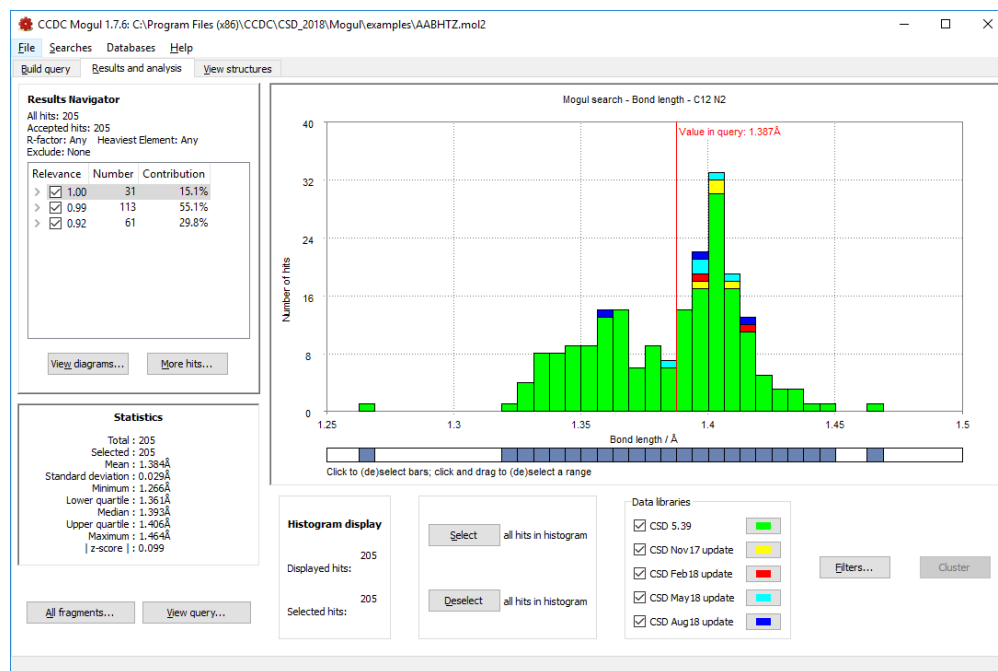 CCDC Mogul 1.7.6: C:\Program Files (x86)\CCDC\CSD_2018\Mogul\examples\AABHTZ.mol2
File Searches Databases Help
Build query Results and analysis View structures
Results Navigator
All hits: 205
Accepted hits: 205
R-factor: Any Heaviest Element: Any
Exclude: None
Relevance Number Contribution
1.00 31 15.1%
0.99 113 55.1%
0.92 61 29.8%
View diagrams... More hits...
Statistics
Total : 205
Selected : 205
Mean : 1.384Å
Standard deviation : 0.029Å
Minimum : 1.266Å
Lower quartile : 1.361Å
Median : 1.393Å
Upper quartile : 1.406Å
Maximum : 1.464Å
| z-score | : 0.099
All fragments... View query...
Mogul search - Bond length - C12 N2
Value in query: 1.387Å
40
32
24
16
8
0
Number of hits
1.25 1.3 1.35 1.4 1.45 1.5
Bond length / Å
Click to (de)select bars; click and drag to (de)select a range
Histogram display
Displayed hits: 205
Selected hits: 205
Select all hits in histogram
Deselect all hits in histogram
Data libraries
CSD 5.39
CSD Nov17 update
CSD Feb18 update
CSD May18 update
CSD Aug18 update
Filters... Cluster